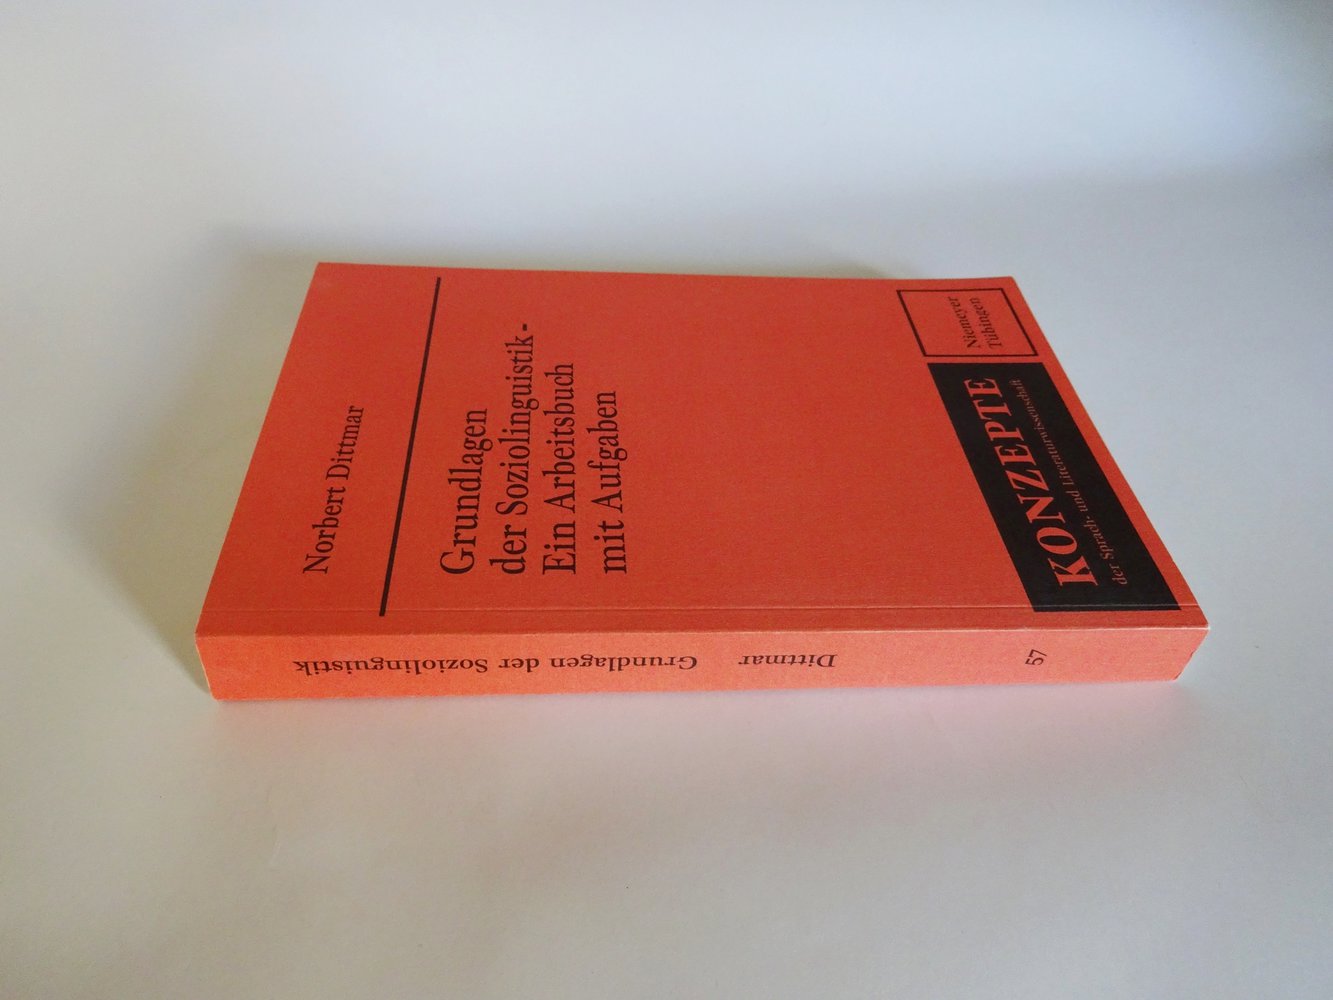 Norbert Dittmar
Grundlagen
der Soziolinguistik-
Ein Arbeitsbuch
mit Aufgaben
Niemeyer
Tübingen
KONZEPTE
der Sprach- und Literaturwissenschaft
57
Dittmar Grundlagen der Soziolinguistik